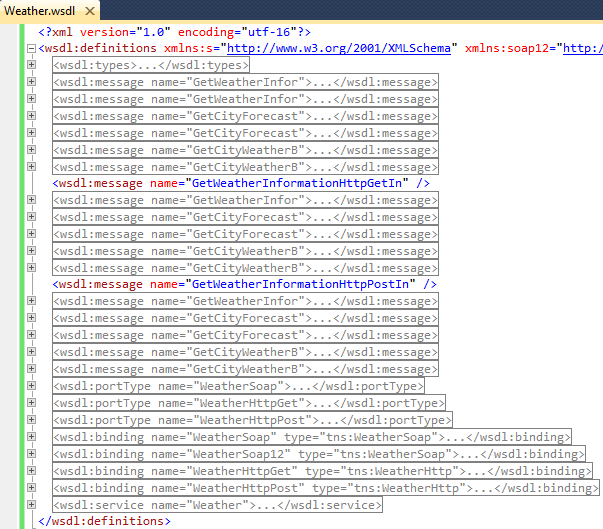 Weather.wsdl
<?xml version="1.0" encoding="utf-16"?>
<wsdl:definitions xmlns:s="http://www.w3.org/2001/XMLSchema" xmlns:soap12="http:/
<wsdl:types>...</wsdl:types>
<wsdl:message name="GetWeatherInfor">...</wsdl:message>
<wsdl:message name="GetWeatherInfor">...</wsdl:message>
<wsdl:message name="GetCityForecast">...</wsdl:message>
<wsdl:message name="GetCityForecast">...</wsdl:message>
<wsdl:message name="GetCityWeatherB">...</wsdl:message>
<wsdl:message name="GetCityWeatherB">...</wsdl:message>
<wsdl:message name="GetWeatherInformationHttpGetIn" />
<wsdl:message name="GetWeatherInfor">...</wsdl:message>
<wsdl:message name="GetCityForecast">...</wsdl:message>
<wsdl:message name="GetCityForecast">...</wsdl:message>
<wsdl:message name="GetCityWeatherB">...</wsdl:message>
<wsdl:message name="GetCityWeatherB">...</wsdl:message>
<wsdl:message name="GetWeatherInformationHttpPostIn" />
<wsdl:message name="GetWeatherInfor">...</wsdl:message>
<wsdl:message name="GetCityForecast">...</wsdl:message>
<wsdl:message name="GetCityForecast">...</wsdl:message>
<wsdl:message name="GetCityWeatherB">...</wsdl:message>
<wsdl:message name="GetCityWeatherB">...</wsdl:message>
<wsdl:portType name="WeatherSoap">...</wsdl:portType>
<wsdl:portType name="WeatherHttpGet">...</wsdl:portType>
<wsdl:portType name="WeatherHttpPost">...</wsdl:portType>
<wsdl:binding name="WeatherSoap" type="tns:WeatherSoap">...</wsdl:binding>
<wsdl:binding name="WeatherSoap12" type="tns:WeatherSoap">...</wsdl:binding>
<wsdl:binding name="WeatherHttpGet" type="tns:WeatherHttp">...</wsdl:binding>
<wsdl:binding name="WeatherHttpPost" type="tns:WeatherHttp">...</wsdl:binding>
<wsdl:service name="Weather">...</wsdl:service>
</wsdl:definitions>